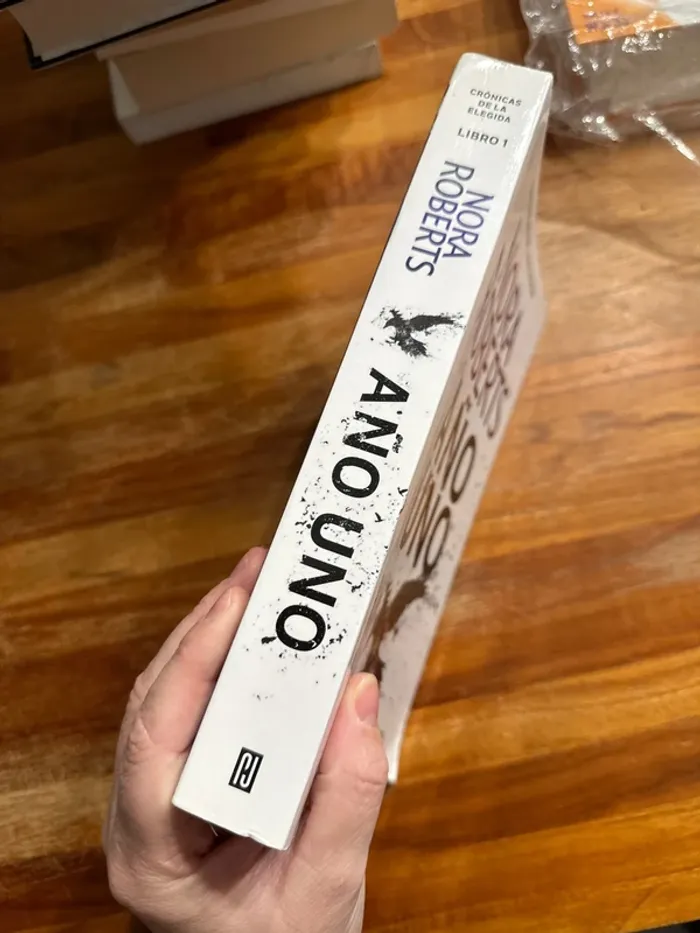 CRÓNICAS
DE LA
ELEGIDA
LIBRO 1
NORA
ROBERTS
AÑO UNO